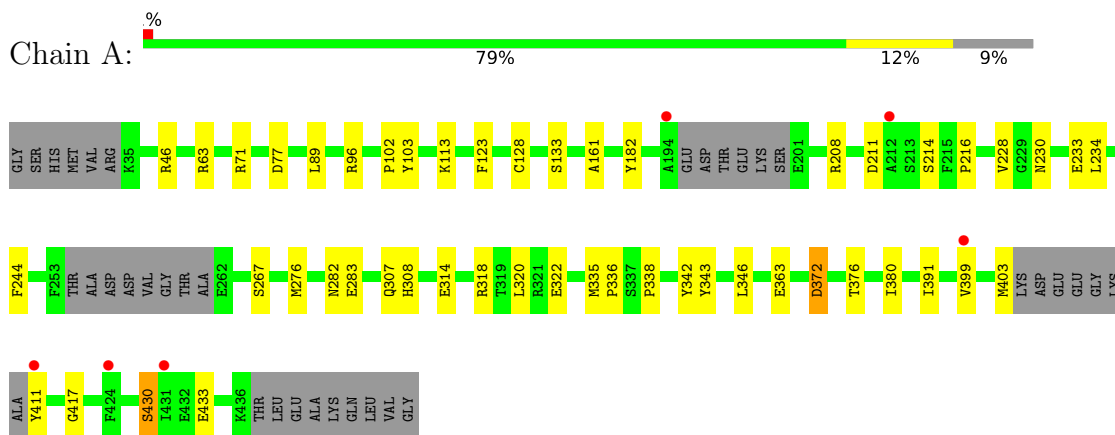 .%
Chain A:
79% 12% 9%
GLY SER HIS MET VAL ARG K35 R46 R63 R71 D77 L89 R96 P102 Y103 K113 F123 C128 S133 A161 Y182 A194 GLU ASP THR GLU LYS SER E201 R208 D211 A212 S213 S214 F215 P216 V228 G229 N230 E233 L234
F244 F253 THR ALA ASP ASP VAL GLY THR ALA E262 S267 M276 N282 E283 Q307 H308 E314 R318 T319 L320 R321 E322 M335 P336 S337 P338 Y342 Y343 L346 E363 D372 T376 I380 I391 V399 M403 LYS ASP GLU GLU GLY LYS
ALA Y411 G417 F424 S430 I431 E432 E433 K436 THR LEU GLU ALA LYS GLN LEU VAL GLY